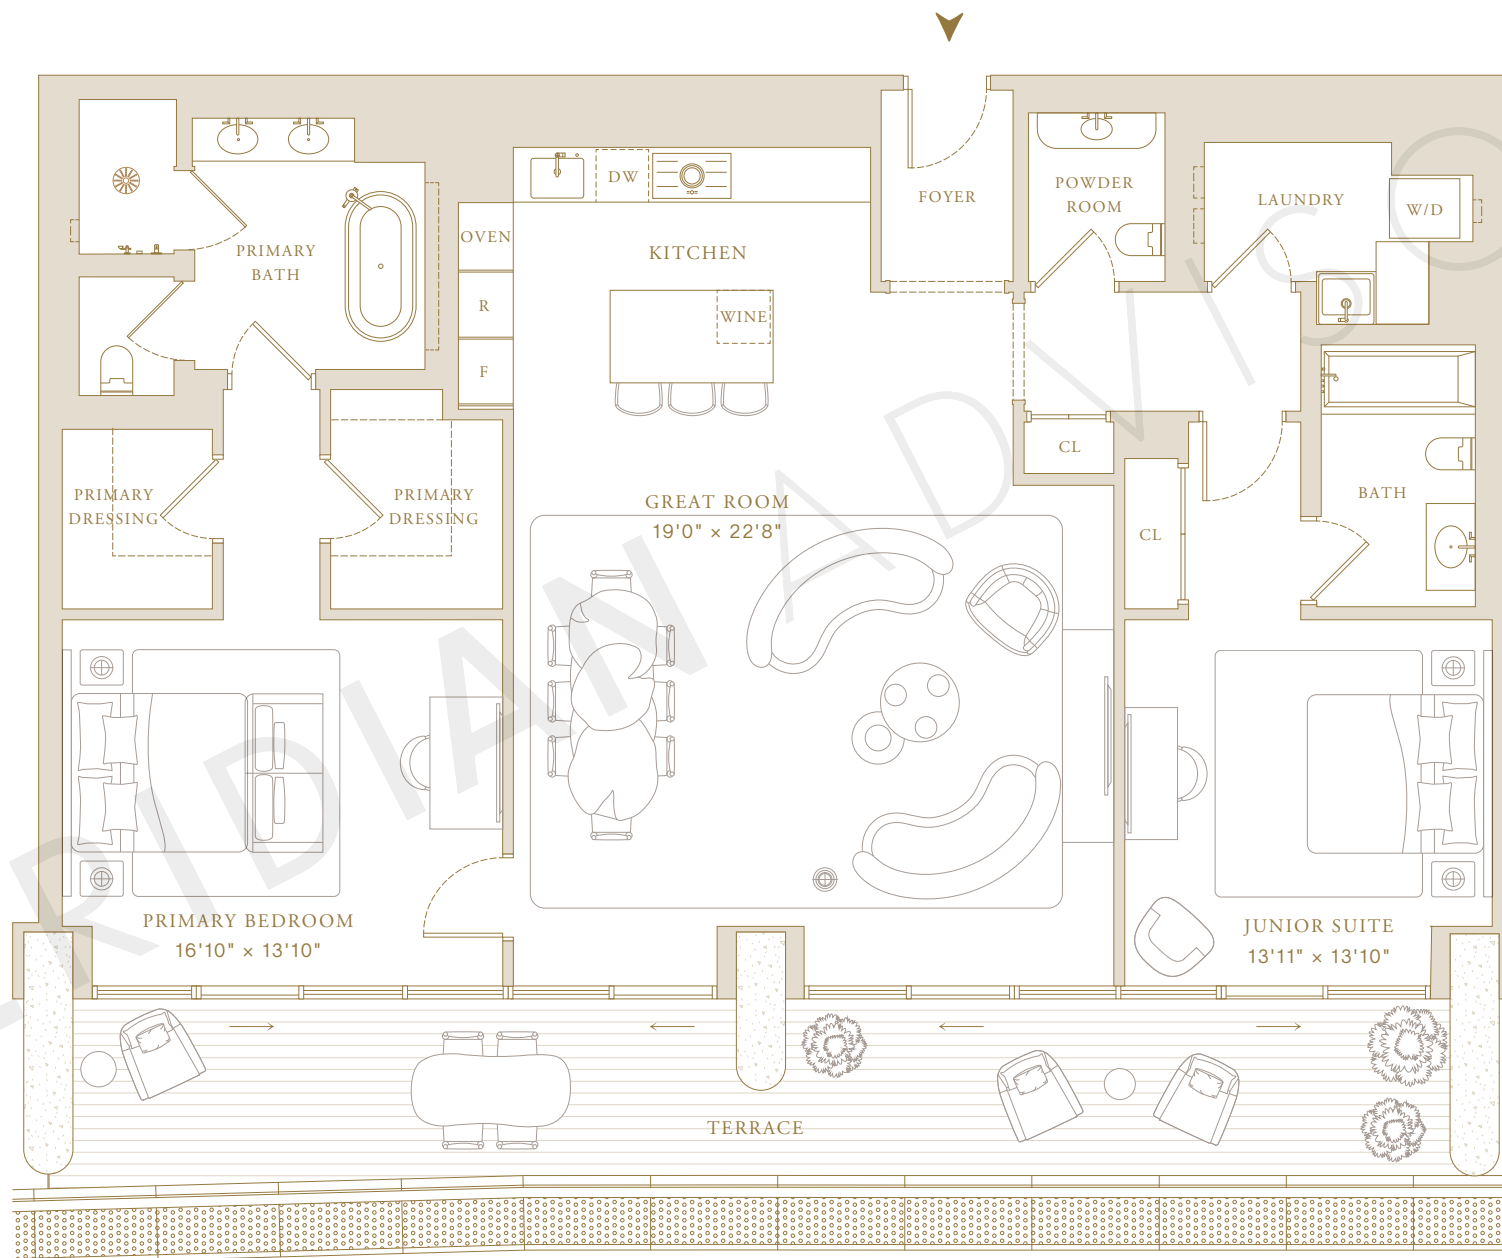 FOYER
POWDER
ROOM
LAUNDRY
W/D
DW
OVEN
KITCHEN
PRIMARY
BATH
R
WINE
F
CL
PRIMARY
DRESSING
PRIMARY
DRESSING
GREAT ROOM
19'0" × 22'8"
BATH
CL
PRIMARY BEDROOM
16'10" × 13'10"
JUNIOR SUITE
13'11" × 13'10"
TERRACE
RIDIAN ADVISO